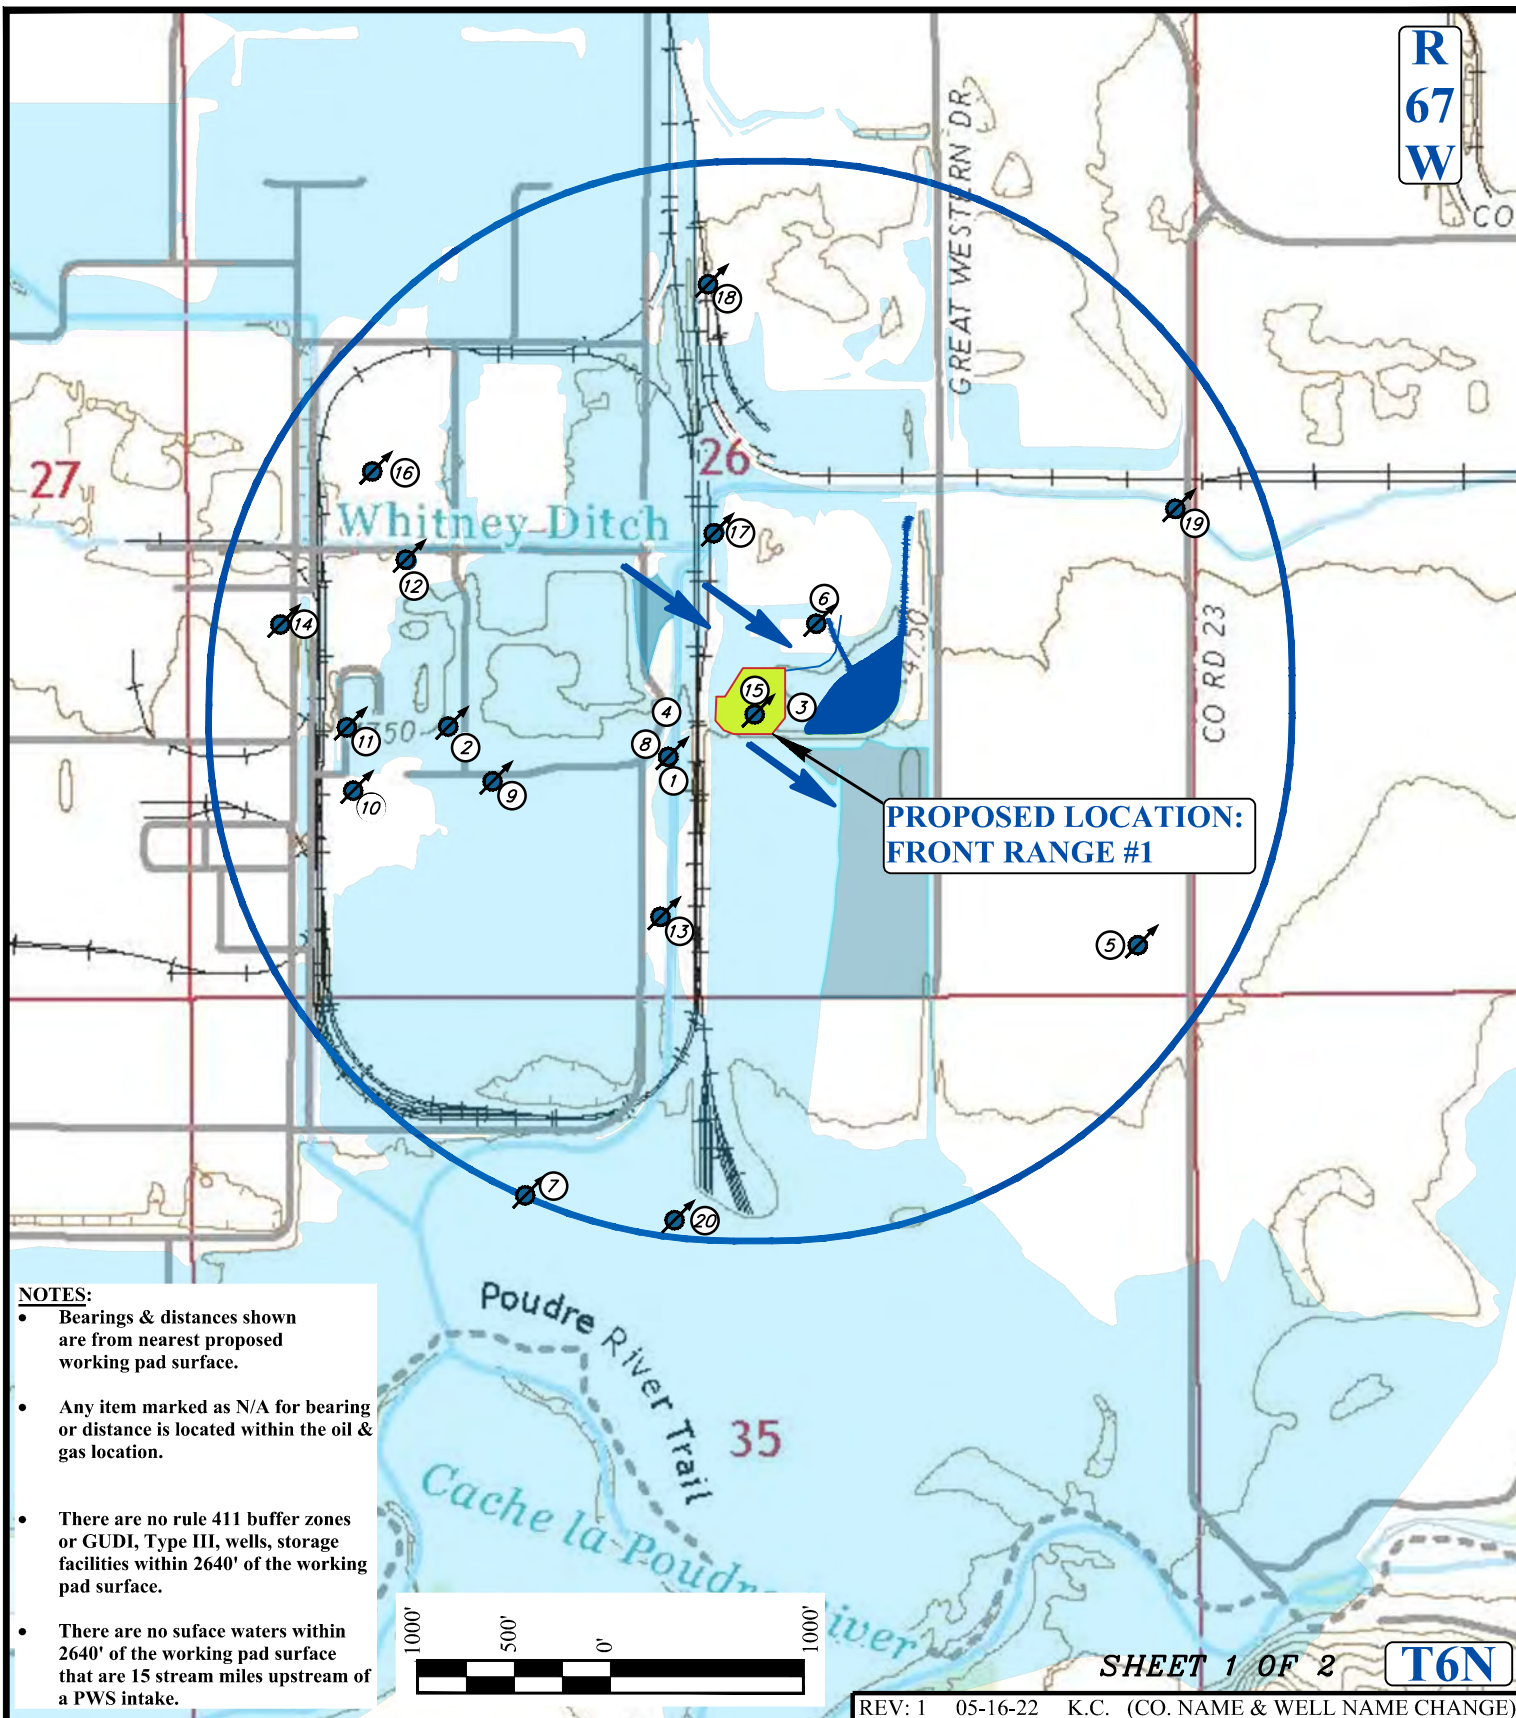 R
67
W
CO
GREAT WESTERN DR
18
26
27
16
Whitney Ditch
17
19
12
6
14
4750
CO RD 23
15
3
4
11
2
8
1
9
10
PROPOSED LOCATION:
FRONT RANGE #1
13
5
7
20
NOTES:
• Bearings & distances shown
are from nearest proposed
working pad surface.
• Any item marked as N/A for bearing
or distance is located within the oil &
gas location.
• There are no rule 411 buffer zones
or GUDI, Type III, wells, storage
facilities within 2640' of the working
pad surface.
• There are no suface waters within
2640' of the working pad surface
that are 15 stream miles upstream of
a PWS intake.
Poudre River Trail
35
Cache la Poudre River
1000'
500'
0'
1000'
SHEET 1 OF 2
T6N
REV: 1 05-16-22 K.C. (CO. NAME & WELL NAME CHANGE)